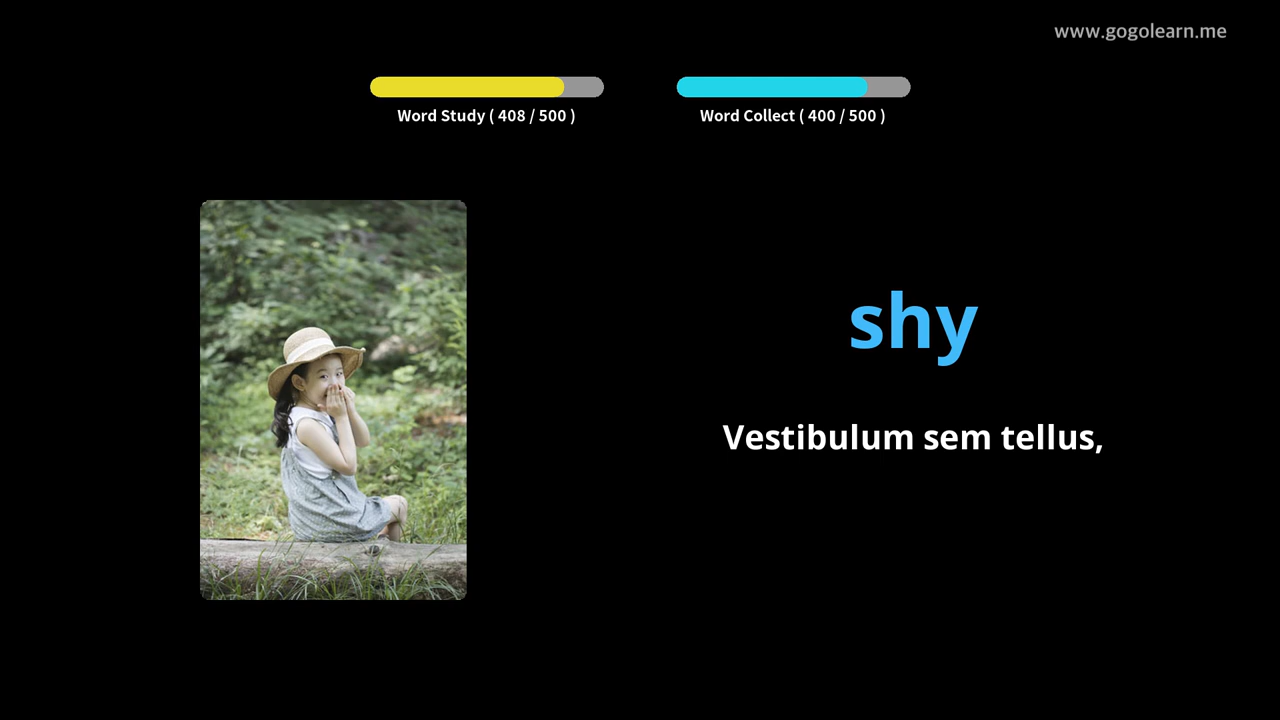 www.gogolearn.me
Word Study ( 408 / 500 )
Word Collect ( 400 / 500 )
shy
Vestibulum sem tellus,